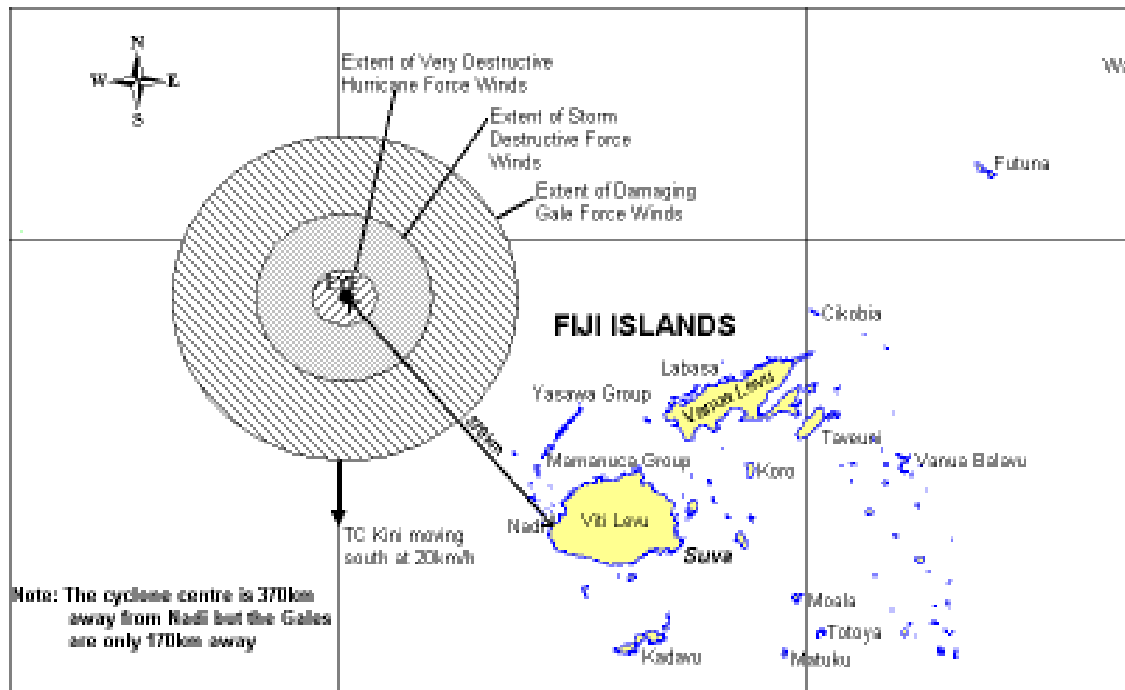 N
W E
S
Extent of Very Destructive
Hurricane Force Winds
Extent of Storm
Destructive Force
Winds
Extent of Damaging
Gale Force Winds
Futuna
FIJI ISLANDS
Cikobia
Labasa
Vanua Levu
Yasawa Group
Taveuni
Mamanuca Group
Koro
Vanua Balavu
370km
Nadi
Viti Levu
Suva
TC Kini moving
south at 20km/h
Note: The cyclone centre is 370km
away from Nadi but the Gales
are only 170km away
Moala
Totoya
Kadavu
Matuku